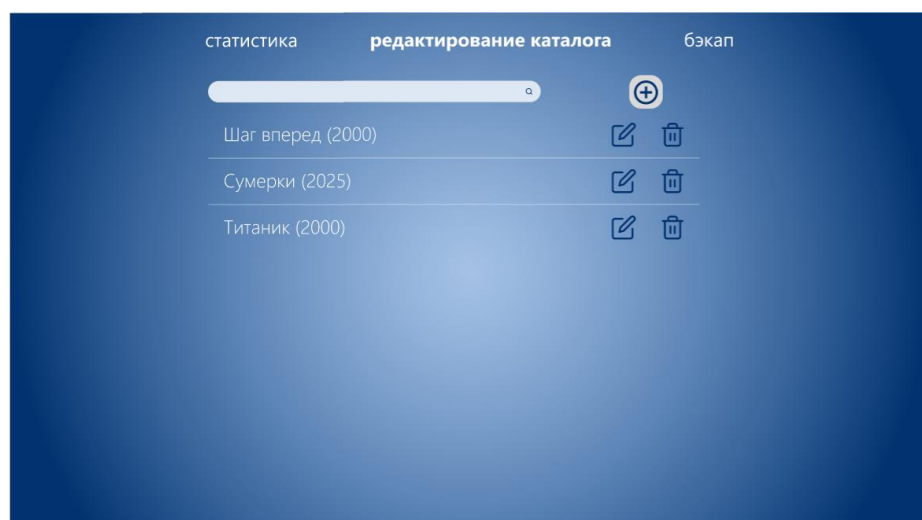 статистика редактирование каталога бэкап
Шаг вперед (2000)
Сумерки (2025)
Титаник (2000)